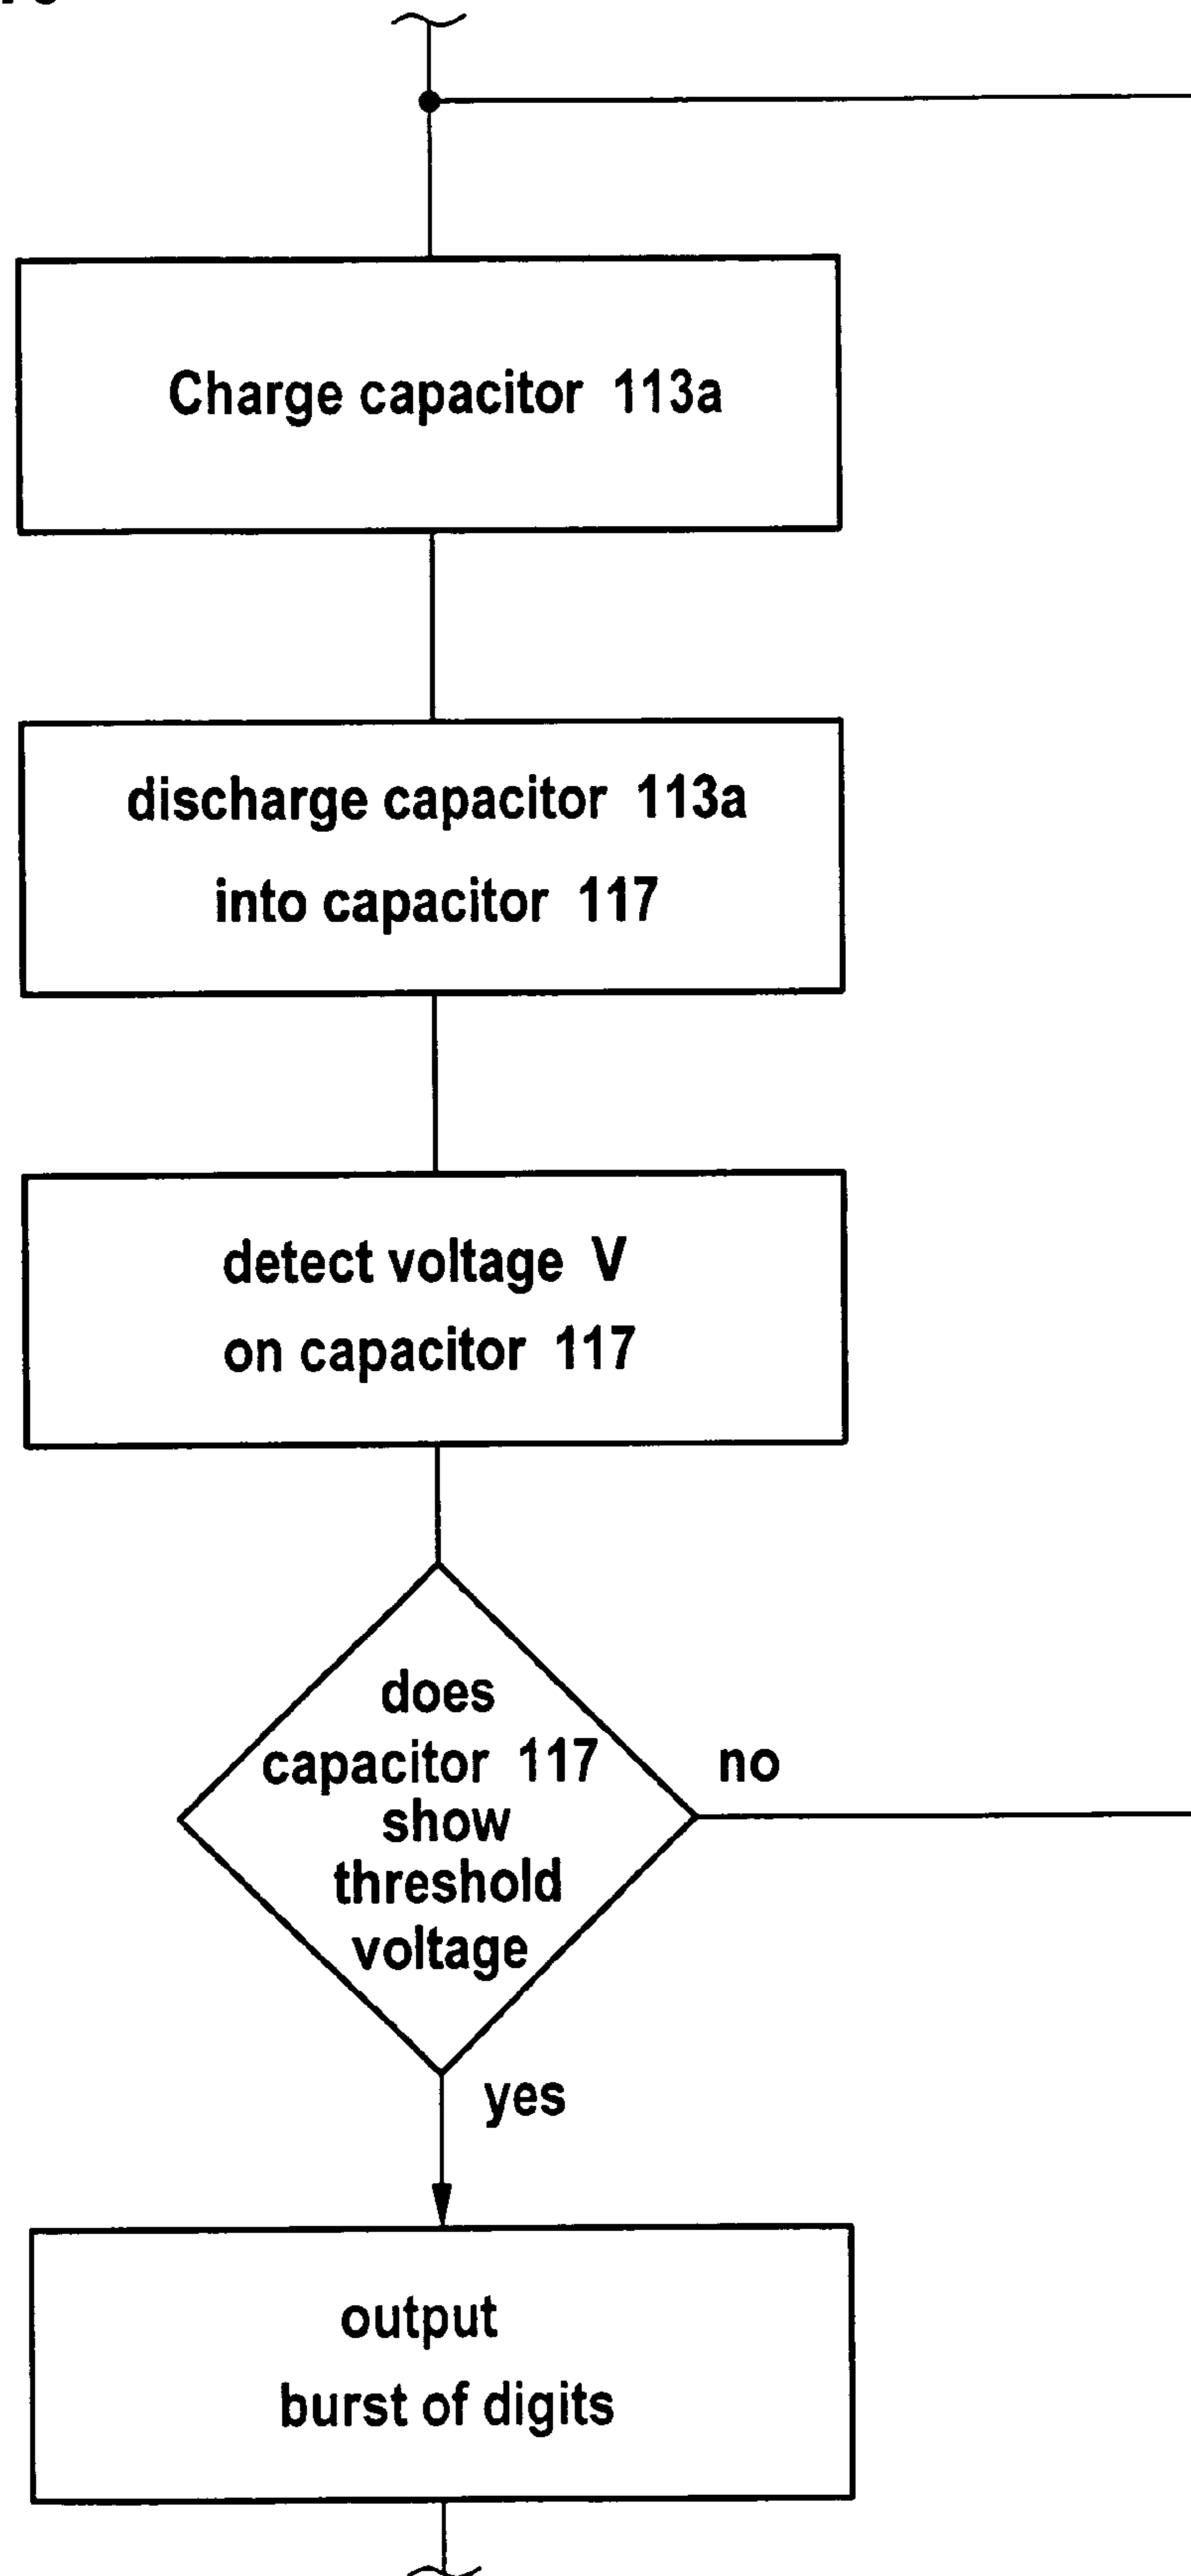 Charge capacitor 113a
discharge capacitor 113a
into capacitor 117
detect voltage V
on capacitor 117
does
capacitor 117
show
threshold
voltage
no
yes
output
burst of digits